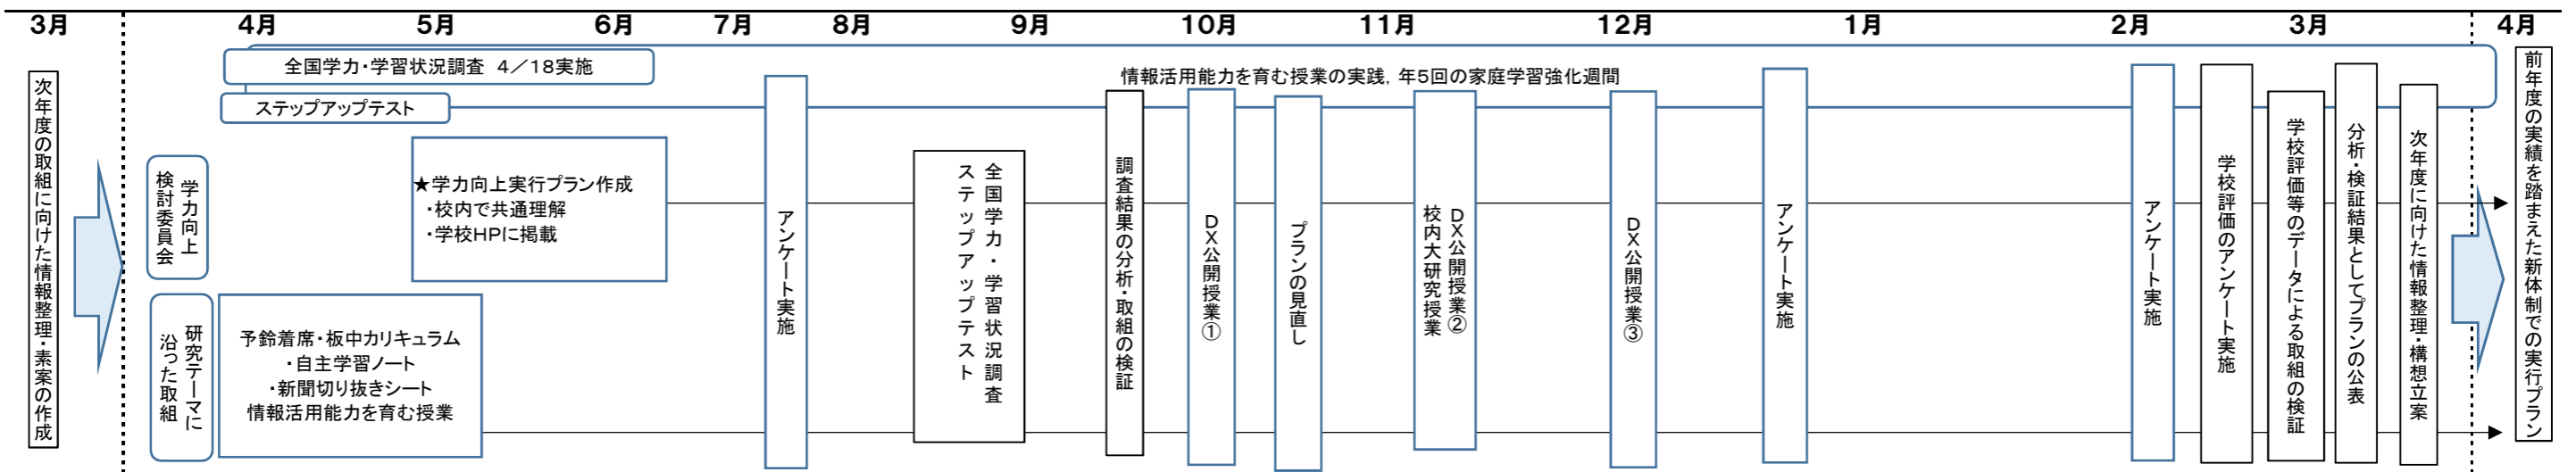 3月
4月
5月
6月
7月
8月
9月
10月
11月
12月
1月
2月
3月
4月
全国学力・学習状況調査 4/18実施
情報活用能力を育む授業の実践, 年5回の家庭学習強化週間
ステップアップテスト
次年度の取組に向けた情報整理・素案の作成
学力向上
検討委員会
★学力向上実行プラン作成
・校内で共通理解
・学校HPに掲載
研究テーマに
沿った取組
予鈴着席・板中カリキュラム
・自主学習ノート
・新聞切り抜きシート
情報活用能力を育む授業
アンケート実施
全国学力・学習状況調査
ステップアップテスト
調査結果の分析・取組の検証
DX公開授業①
プランの見直し
DX公開授業②
校内大研究授業
DX公開授業③
アンケート実施
アンケート実施
学校評価のアンケート実施
学校評価等のデータによる取組の検証
分析・検証結果としてプランの公表
次年度に向けた情報整理・構想立案
前年度の実績を踏まえた新体制での実行プラン